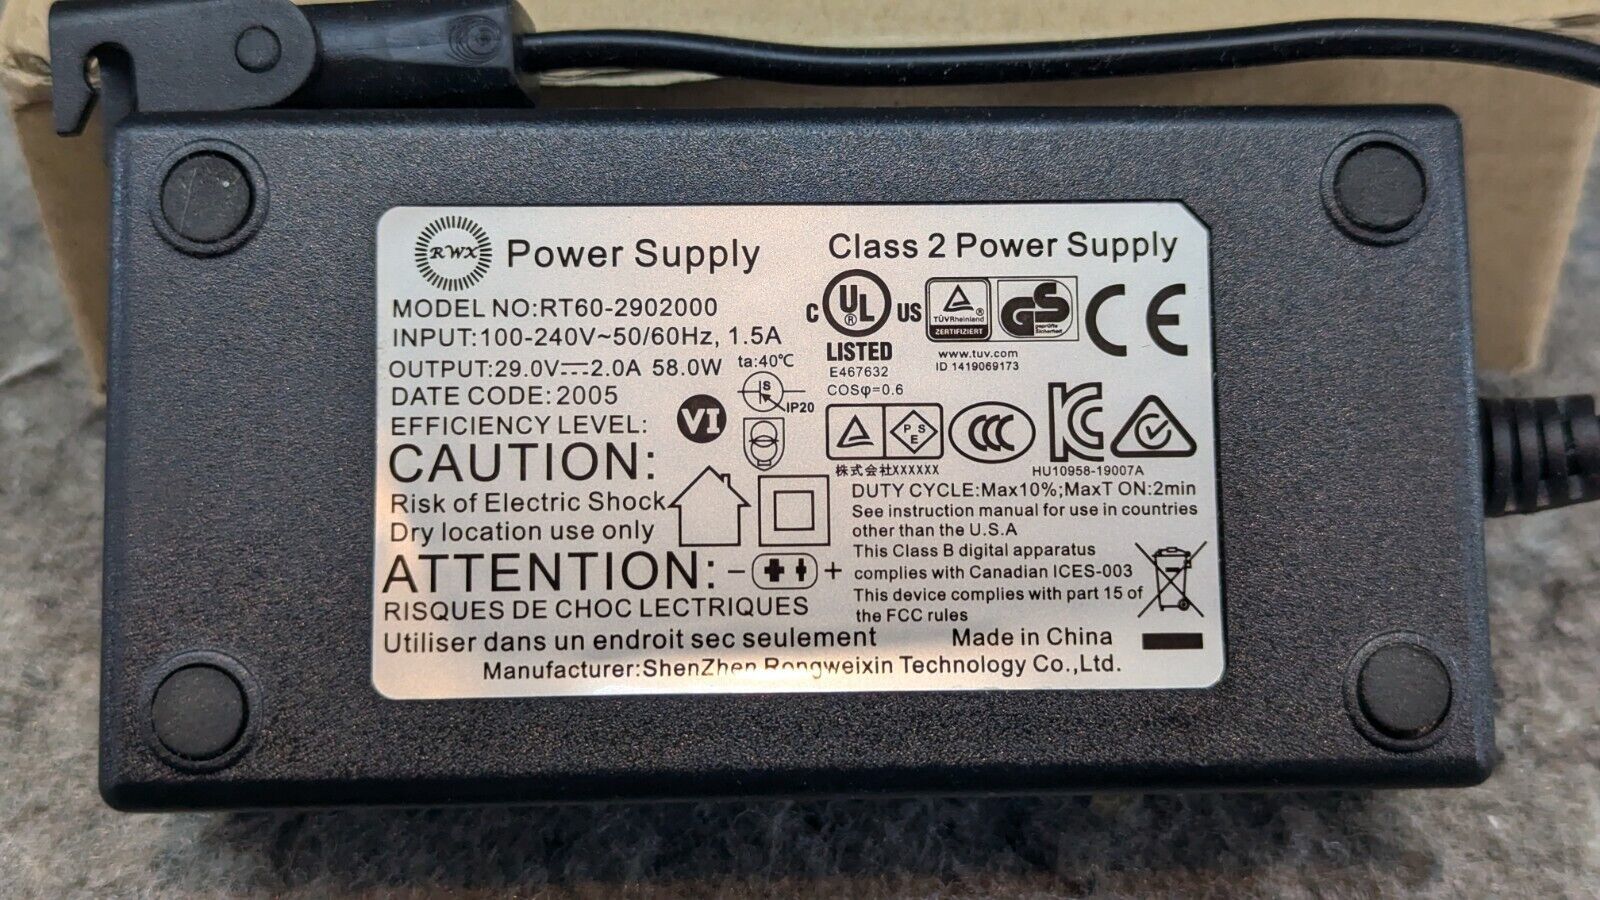 RWX Power Supply
MODEL NO:RT60-2902000
INPUT:100-240V~50/60Hz, 1.5A
OUTPUT:29.0V⎓2.0A 58.0W
DATE CODE:2005
EFFICIENCY LEVEL: VI
ta:40℃
S
IP20
CAUTION:
Risk of Electric Shock
Dry location use only
ATTENTION: - +
RISQUES DE CHOC LECTRIQUES
Utiliser dans un endroit sec seulement
Class 2 Power Supply
C UL ® US
LISTED
E467632
COSφ=0.6
TÜVRheinland
ZERTIFIZIERT
GS
geprüfte
Sicherheit
CE
www.tuv.com
ID 1419069173
PSE
CCC
KC
株式会社XXXXXX
HU10958-19007A
DUTY CYCLE:Max10%;MaxT ON:2min
See instruction manual for use in countries
other than the U.S.A
This Class B digital apparatus
complies with Canadian ICES-003
This device complies with part 15 of
the FCC rules
Made in China
Manufacturer:ShenZhen Rongweixin Technology Co.,Ltd.